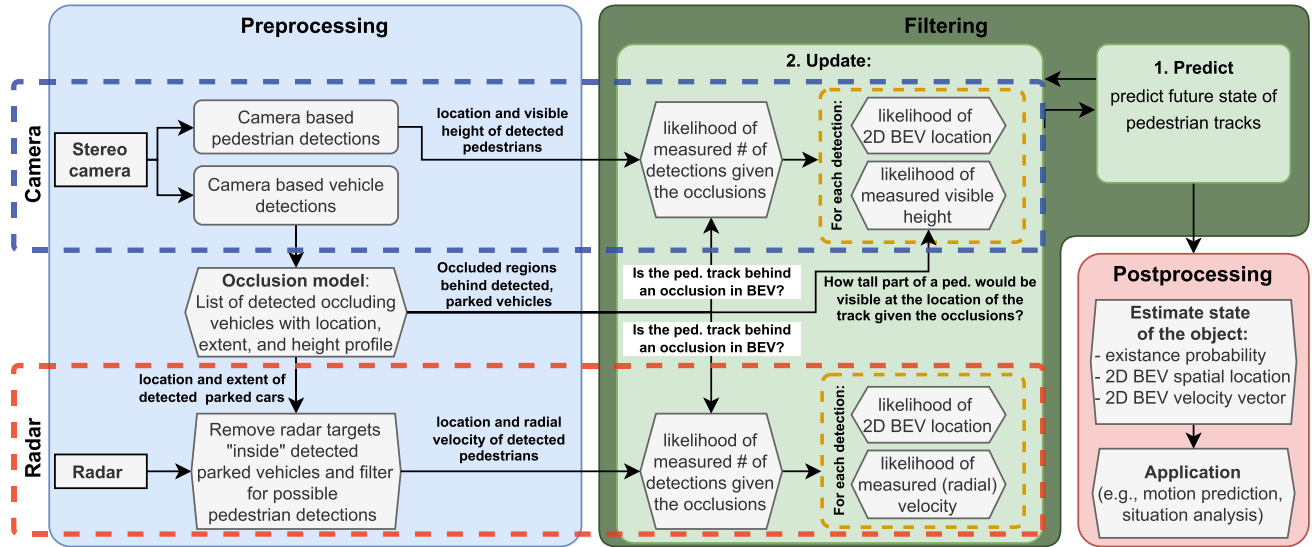 Preprocessing
Filtering
Camera
Stereo
camera
Camera based
pedestrian detections
Camera based vehicle
detections
location and visible
height of detected
pedestrians
2. Update:
likelihood of
measured # of
detections given
the occlusions
For each detection:
likelihood of
2D BEV location
likelihood of
measured visible
height
1. Predict
predict future state of
pedestrian tracks
Occlusion model:
List of detected occluding
vehicles with location,
extent, and height profile
Occluded regions
behind detected,
parked vehicles
Is the ped. track behind
an occlusion in BEV?
Is the ped. track behind
an occlusion in BEV?
How tall part of a ped. would be
visible at the location of the
track given the occlusions?
Radar
Radar
location and extent of
detected parked cars
Remove radar targets
"inside" detected
parked vehicles and filter
for possible
pedestrian detections
location and radial
velocity of detected
pedestrians
likelihood of
measured # of
detections given
the occlusions
For each detection:
likelihood of
2D BEV location
likelihood of
measured (radial)
velocity
Postprocessing
Estimate state
of the object:
- existance probability
- 2D BEV spatial location
- 2D BEV velocity vector
Application
(e.g., motion prediction,
situation analysis)